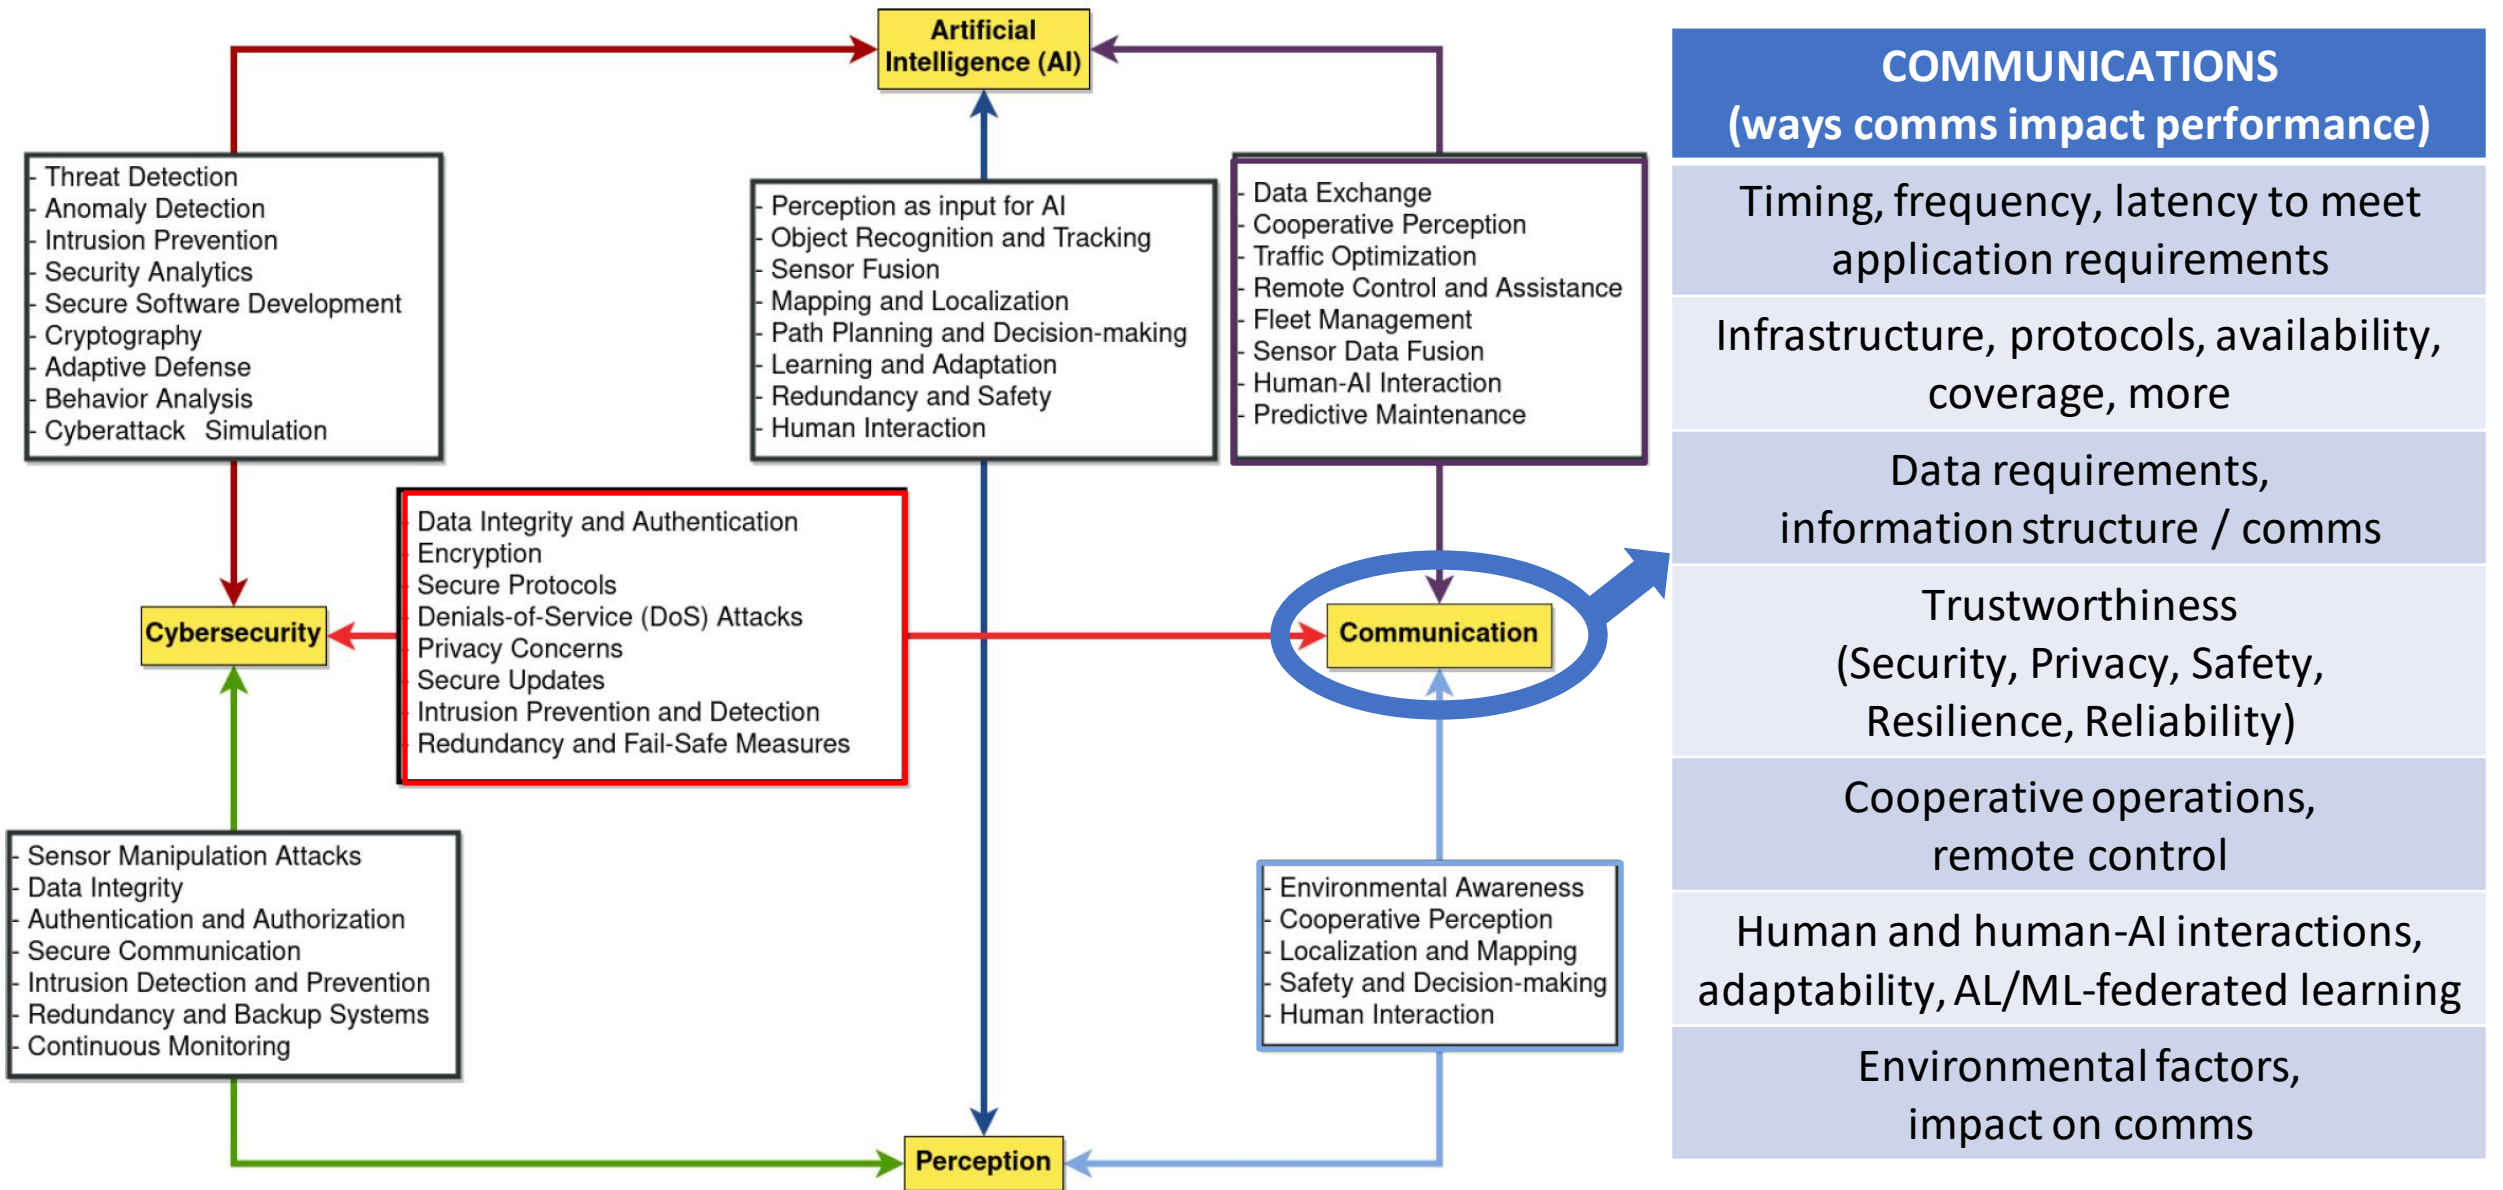 Artificial
Intelligence (AI)
- Threat Detection
- Anomaly Detection
- Intrusion Prevention
- Security Analytics
- Secure Software Development
- Cryptography
- Adaptive Defense
- Behavior Analysis
- Cyberattack Simulation
- Perception as input for AI
- Object Recognition and Tracking
- Sensor Fusion
- Mapping and Localization
- Path Planning and Decision-making
- Learning and Adaptation
- Redundancy and Safety
- Human Interaction
- Data Exchange
- Cooperative Perception
- Traffic Optimization
- Remote Control and Assistance
- Fleet Management
- Sensor Data Fusion
- Human-AI Interaction
- Predictive Maintenance
- Data Integrity and Authentication
- Encryption
- Secure Protocols
- Denials-of-Service (DoS) Attacks
- Privacy Concerns
- Secure Updates
- Intrusion Prevention and Detection
- Redundancy and Fail-Safe Measures
Cybersecurity
Communication
- Sensor Manipulation Attacks
- Data Integrity
- Authentication and Authorization
- Secure Communication
- Intrusion Detection and Prevention
- Redundancy and Backup Systems
- Continuous Monitoring
- Environmental Awareness
- Cooperative Perception
- Localization and Mapping
- Safety and Decision-making
- Human Interaction
Perception
COMMUNICATIONS
(ways comms impact performance)
Timing, frequency, latency to meet
application requirements
Infrastructure, protocols, availability,
coverage, more
Data requirements,
information structure / comms
Trustworthiness
(Security, Privacy, Safety,
Resilience, Reliability)
Cooperative operations,
remote control
Human and human-AI interactions,
adaptability, AL/ML-federated learning
Environmental factors,
impact on comms